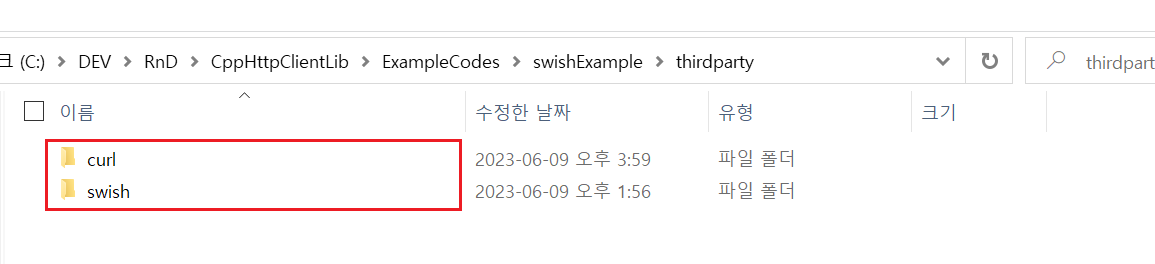 크 (C:) > DEV > RnD > CppHttpClientLib > ExampleCodes > swishExample > thirdparty
thirdpart
이름 수정한 날짜 유형 크기
curl 2023-06-09 오후 3:59 파일 폴더
swish 2023-06-09 오후 1:56 파일 폴더